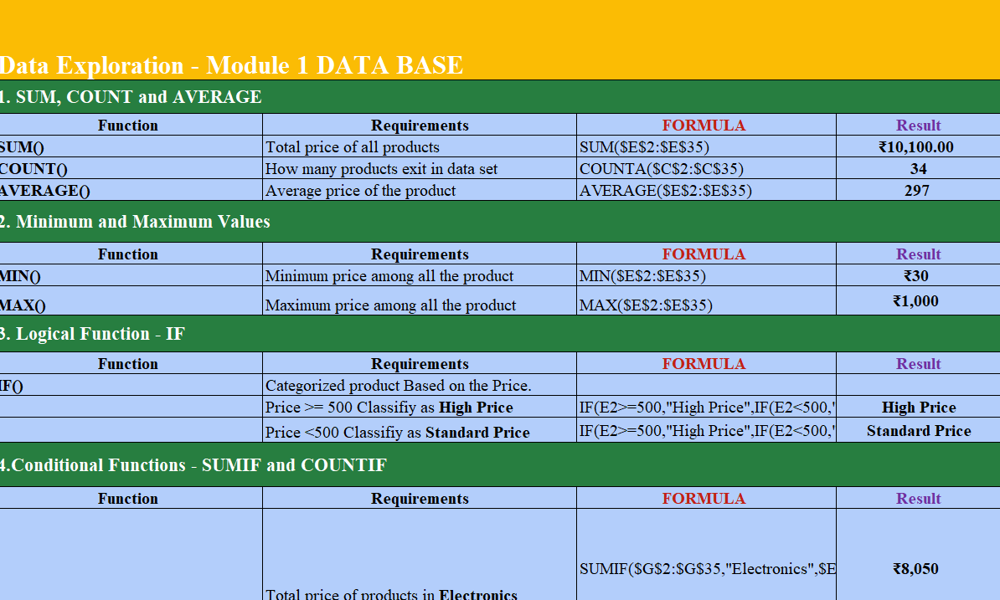 Data Exploration - Module 1 DATA BASE
1. SUM, COUNT and AVERAGE
Function Requirements FORMULA Result
SUM() Total price of all products SUM($E$2:$E$35) ₹10,100.00
COUNT() How many products exit in data set COUNTA($C$2:$C$35) 34
AVERAGE() Average price of the product AVERAGE($E$2:$E$35) 297
2. Minimum and Maximum Values
Function Requirements FORMULA Result
MIN() Minimum price among all the product MIN($E$2:$E$35) ₹30
MAX() Maximum price among all the product MAX($E$2:$E$35) ₹1,000
3. Logical Function - IF
Function Requirements FORMULA Result
IF() Categorized product Based on the Price.
Price >= 500 Classifiy as High Price IF(E2>=500,"High Price",IF(E2<500,' High Price
Price <500 Classifiy as Standard Price IF(E2>=500,"High Price",IF(E2<500,' Standard Price
4.Conditional Functions - SUMIF and COUNTIF
Function Requirements FORMULA Result
SUMIF($G$2:$G$35,"Electronics",$E ₹8,050
Total price of products in Electronics